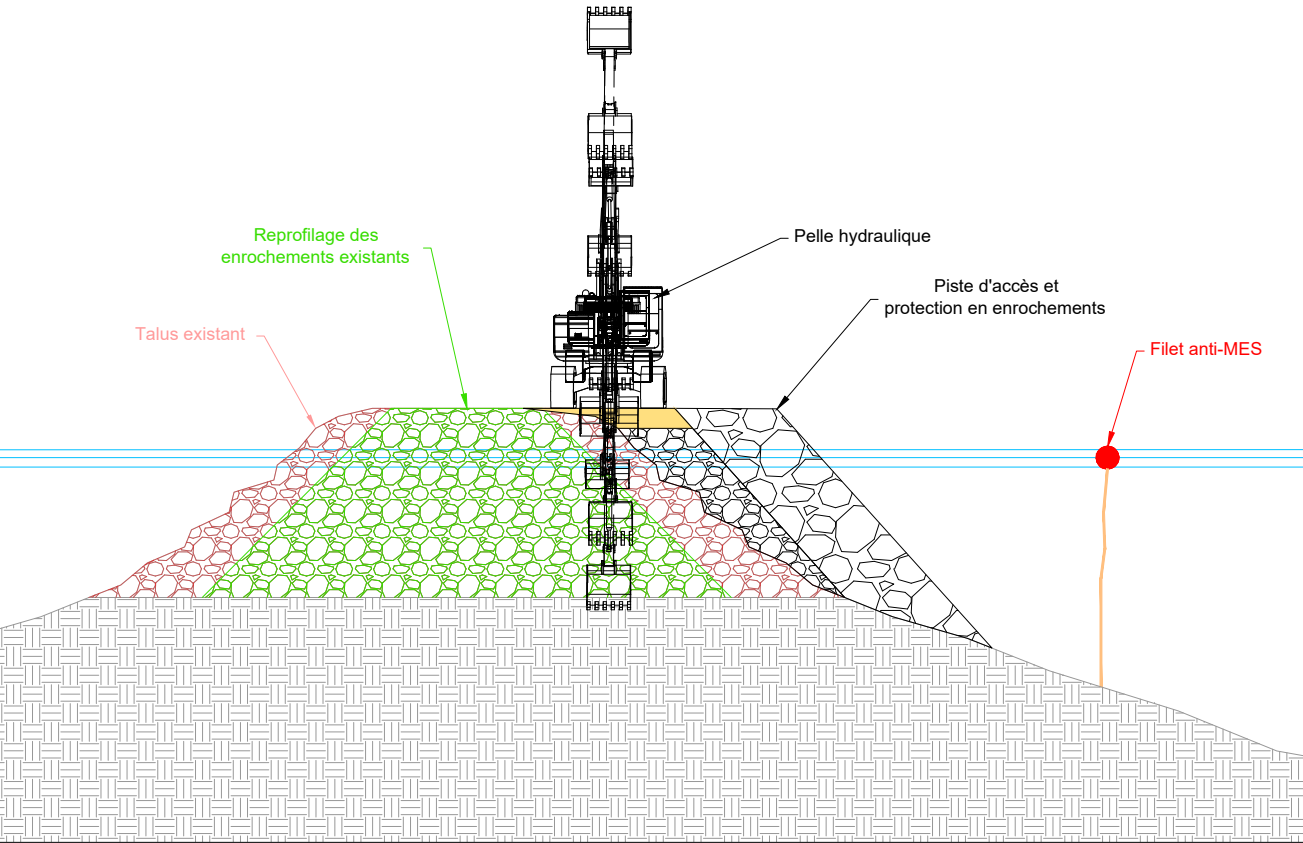 Reprofilage des
enrochements existants
Pelle hydraulique
Piste d'accès et
protection en enrochements
Talus existant
Filet anti-MES